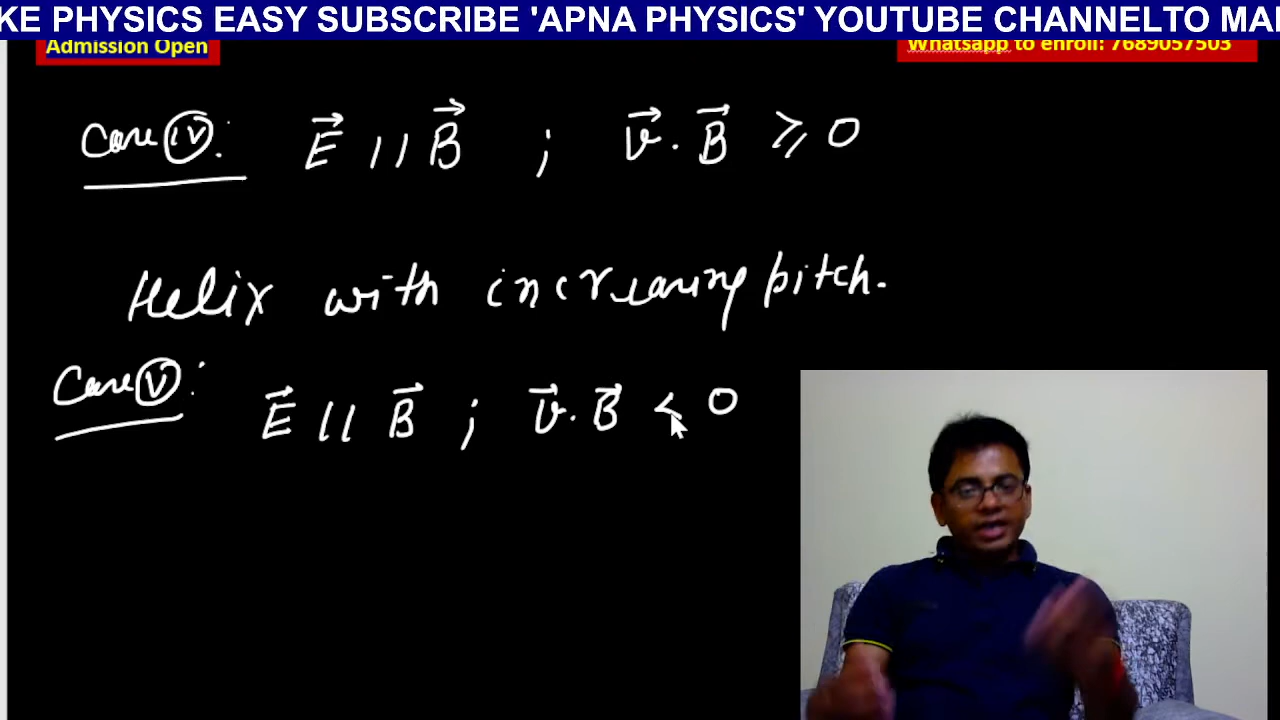 KE PHYSICS EASY SUBSCRIBE 'APNA PHYSICS' YOUTUBE CHANNELTO MA
Admission Open
Whatsapp to enroll: 7689057503
Case (iv): E⃗ // B⃗ ; v⃗ . B⃗ ⩾ 0
Helix with increasing pitch.
Case (v): E⃗ // B⃗ ; v⃗ . B⃗ < 0